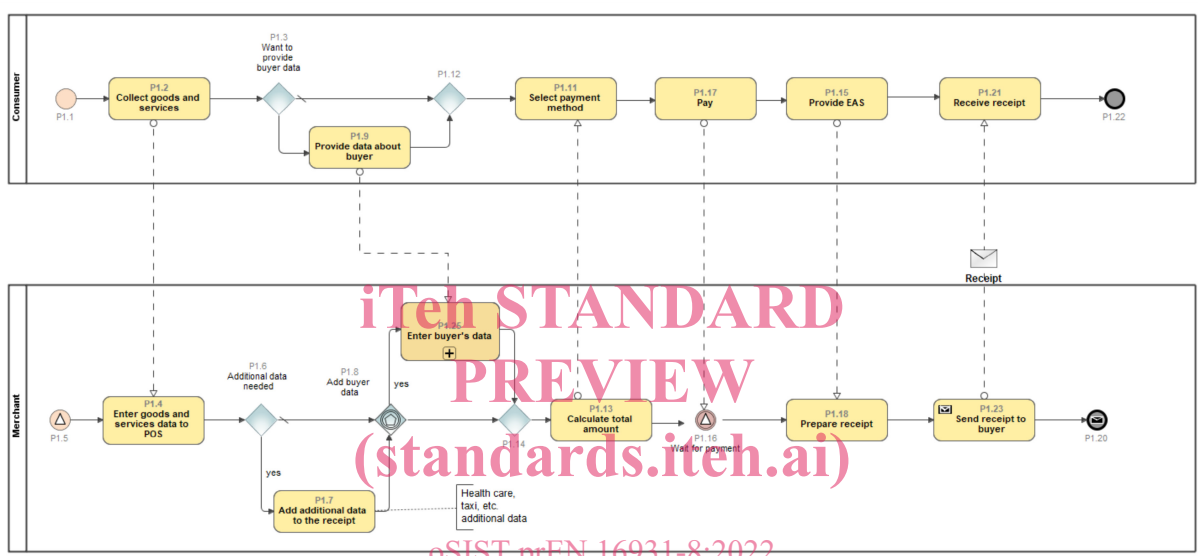 Consumer
P1.1
P1.2
Collect goods and
services
P1.3
Want to
provide
buyer data
P1.9
Provide data about
buyer
P1.12
P1.11
Select payment
method
P1.17
Pay
P1.15
Provide EAS
P1.21
Receive receipt
P1.22
Receipt
Merchant
P1.5
P1.4
Enter goods and
services data to
POS
P1.6
Additional data
needed
yes
P1.7
Add additional data
to the receipt
Health care,
taxi, etc.
additional data
P1.8
Add buyer
data
yes
P1.25
Enter buyer's data
P1.14
P1.13
Calculate total
amount
P1.16
Wait for payment
P1.18
Prepare receipt
P1.23
Send receipt to
buyer
P1.20
iTeh STANDARD
PREVIEW
(standards.iteh.ai)
oSIST prEN 16931-8:2022